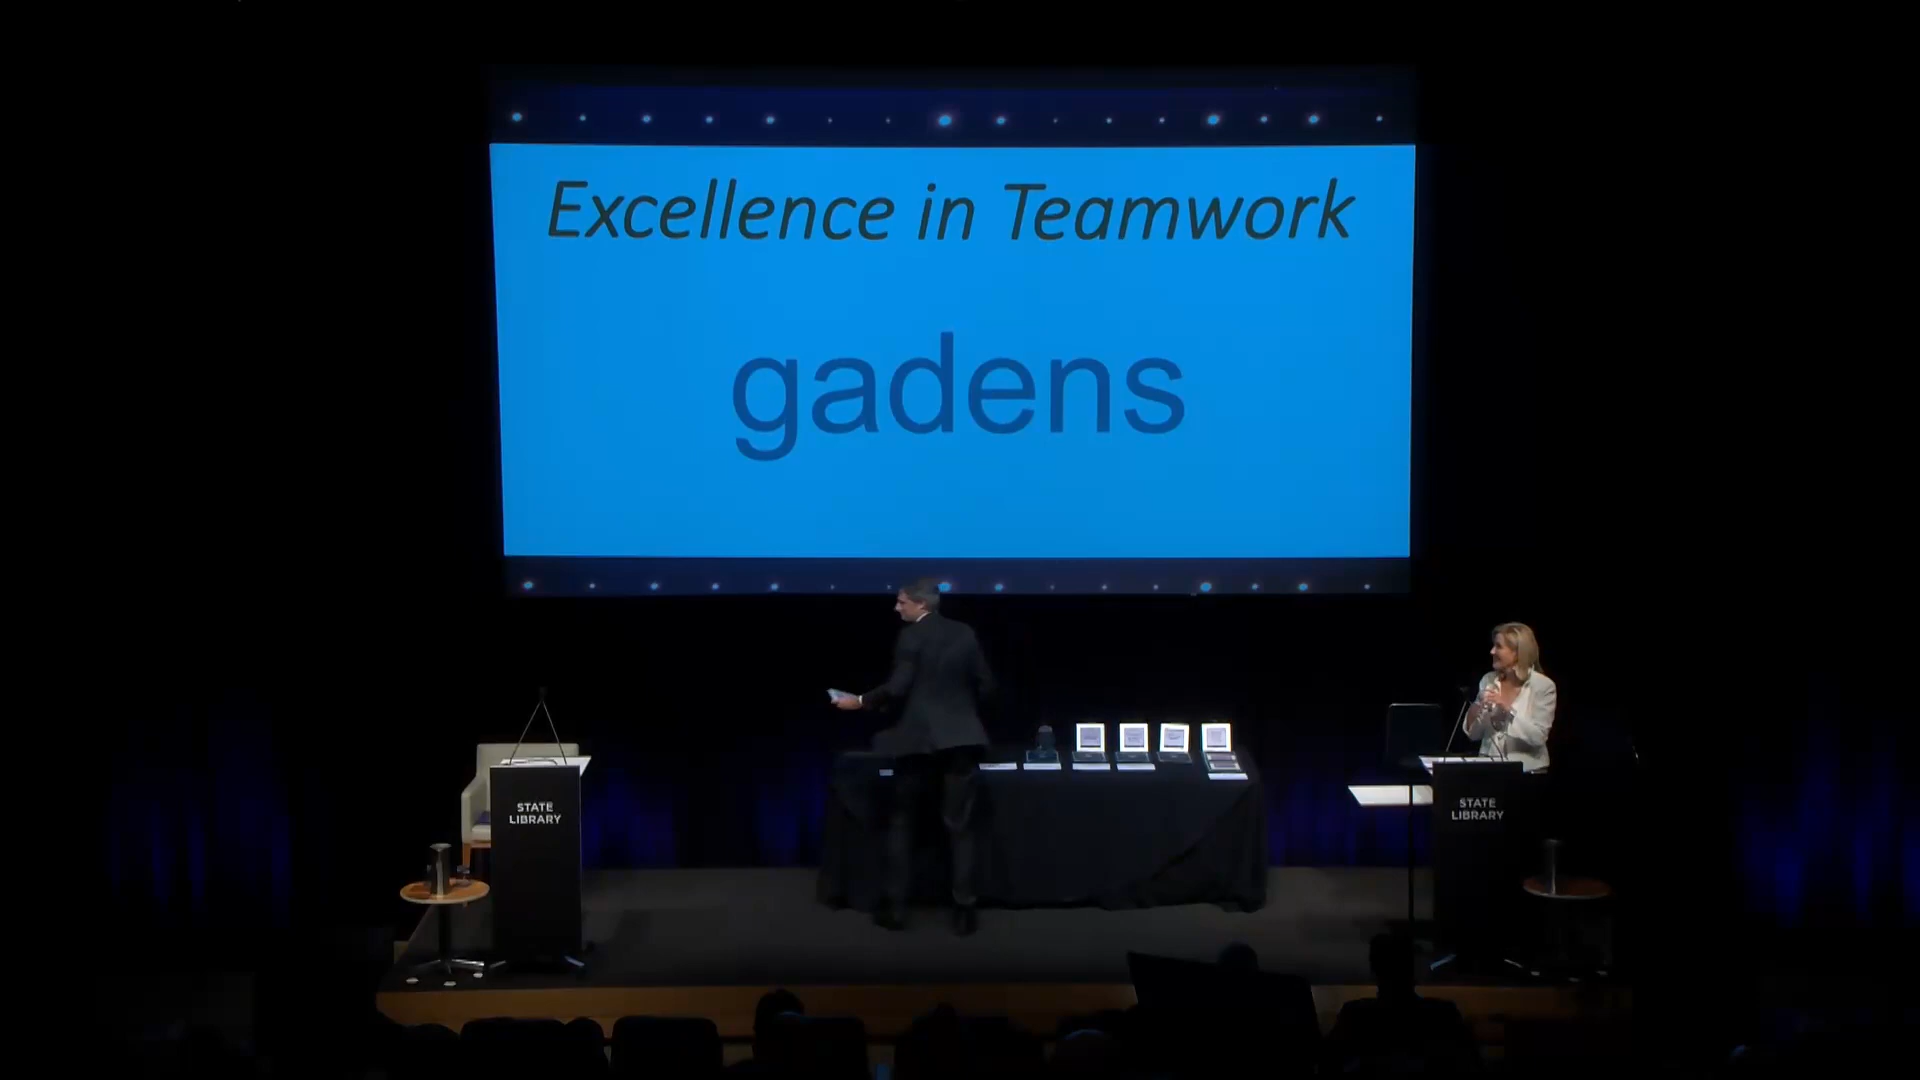 Excellence in Teamwork
gadens
STATE
LIBRARY
STATE
LIBRARY